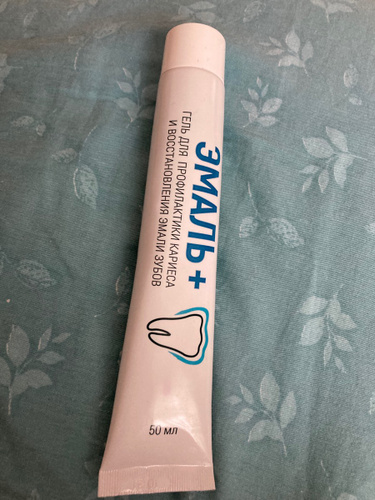 ЭМАЛЬ +
ГЕЛЬ ДЛЯ ПРОФИЛАКТИКИ КАРИЕСА
И ВОССТАНОВЛЕНИЯ ЭМАЛИ ЗУБОВ
50 МЛ